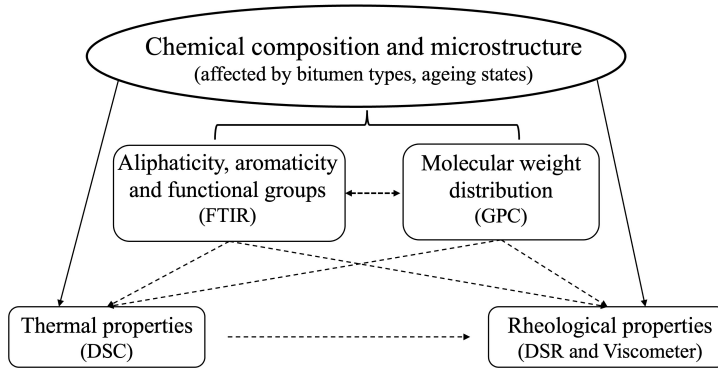 Chemical composition and microstructure
(affected by bitumen types, ageing states)
Aliphaticity, aromaticity
and functional groups
(FTIR)
Molecular weight
distribution
(GPC)
Thermal properties
(DSC)
Rheological properties
(DSR and Viscometer)